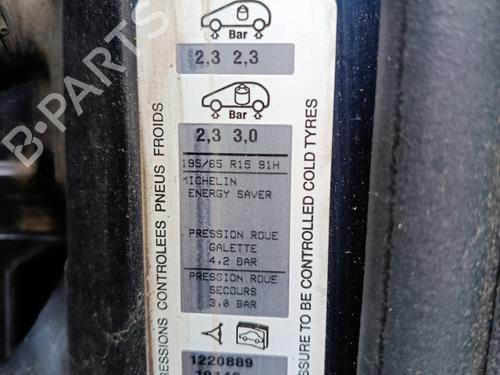 Bar
2,3 2,3
Bar
2,3 3,0
195/65 R15 91H
MICHELIN
ENERGY SAVER
PRESSION ROUE
GALETTE
4.2 BAR
PRESSION ROUE
SECOURS
3.0 BAR
1220889
PRESSIONS CONTROLEES PNEUS FROIDS
SSURE TO BE CONTROLLED COLD TYRES
B-PARTS